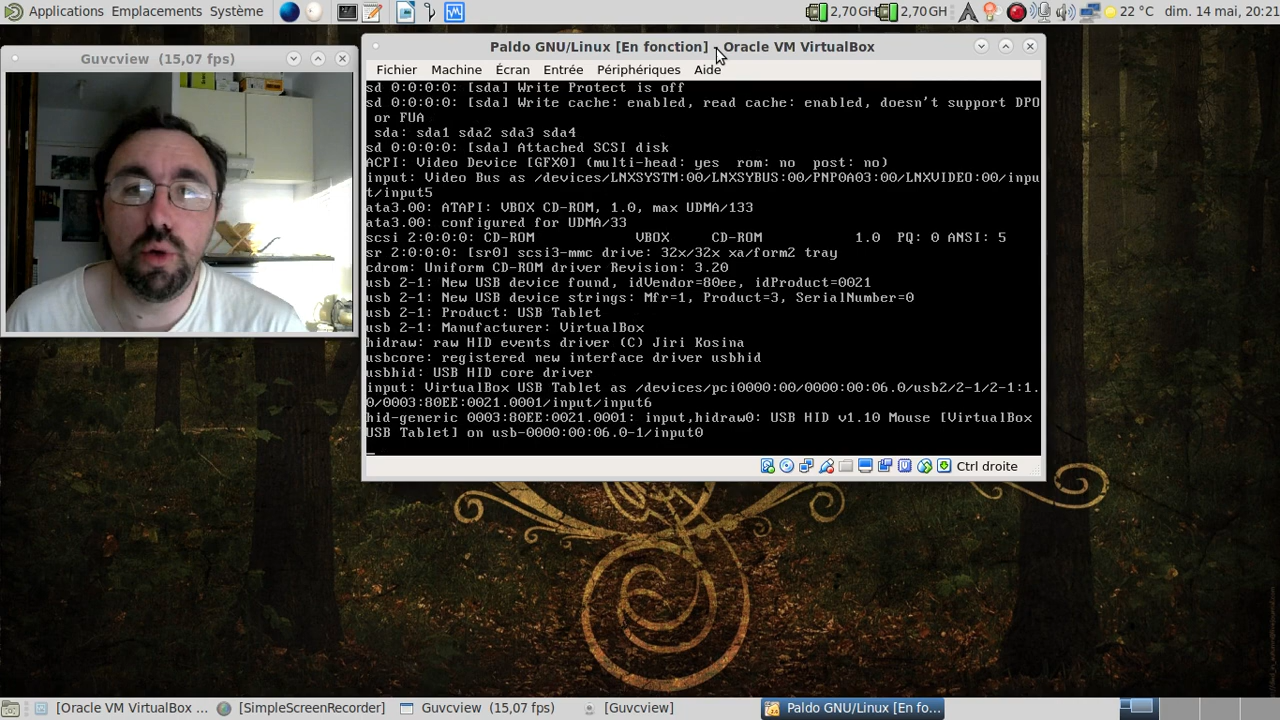 Applications Emplacements Système
2,70 GH 2,70 GH
22 °C dim. 14 mai, 20:21
Guvcview (15,07 fps)
Paldo GNU/Linux [En fonction] - Oracle VM VirtualBox
Fichier Machine Écran Entrée Périphériques Aide
sd 0:0:0:0: [sda] Write Protect is off
sd 0:0:0:0: [sda] Write cache: enabled, read cache: enabled, doesn't support DPO
or FUA
sda: sda1 sda2 sda3 sda4
sd 0:0:0:0: [sda] Attached SCSI disk
ACPI: Video Device [GFX0] (multi-head: yes rom: no post: no)
input: Video Bus as /devices/LNXSYSTM:00/LNXSYBUS:00/PNP0A03:00/LNXVIDEO:00/inpu
t/input5
ata3.00: ATAPI: VBOX CD-ROM, 1.0, max UDMA/133
ata3.00: configured for UDMA/33
scsi 2:0:0:0: CD-ROM VBOX CD-ROM 1.0 PQ: 0 ANSI: 5
sr 2:0:0:0: [sr0] scsi3-mmc drive: 32x/32x xa/form2 tray
cdrom: Uniform CD-ROM driver Revision: 3.20
usb 2-1: New USB device found, idVendor=80ee, idProduct=0021
usb 2-1: New USB device strings: Mfr=1, Product=3, SerialNumber=0
usb 2-1: Product: USB Tablet
usb 2-1: Manufacturer: VirtualBox
hidraw: raw HID events driver (C) Jiri Kosina
usbcore: registered new interface driver usbhid
usbhid: USB HID core driver
input: VirtualBox USB Tablet as /devices/pci0000:00/0000:00:06.0/usb2/2-1/2-1:1.
0/0003:80EE:0021.0001/input/input6
hid-generic 0003:80EE:0021.0001: input,hidraw0: USB HID v1.10 Mouse [VirtualBox
USB Tablet] on usb-0000:00:06.0-1/input0
Ctrl droite
[Oracle VM VirtualBox ... [SimpleScreenRecorder] Guvcview (15,07 fps) [Guvcview] Paldo GNU/Linux [En fo...